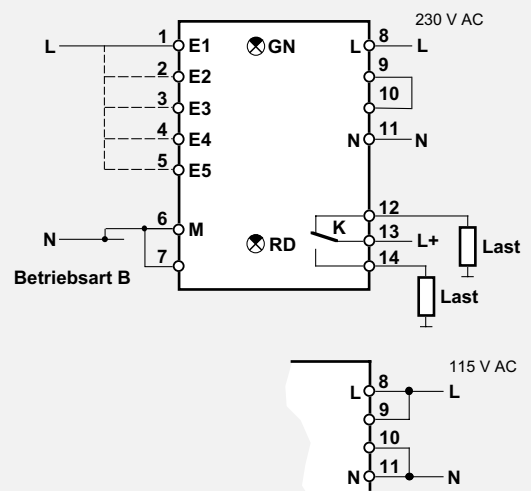 230 V AC
L 1 E1 GN L 8 L
2 E2 9
3 E3 10
4 E4 N 11 N
5 E5
6 M 12
K 13 L+ Last
N RD 14
7
Betriebsart B Last
115 V AC
L 8 L
9
10
N 11 N